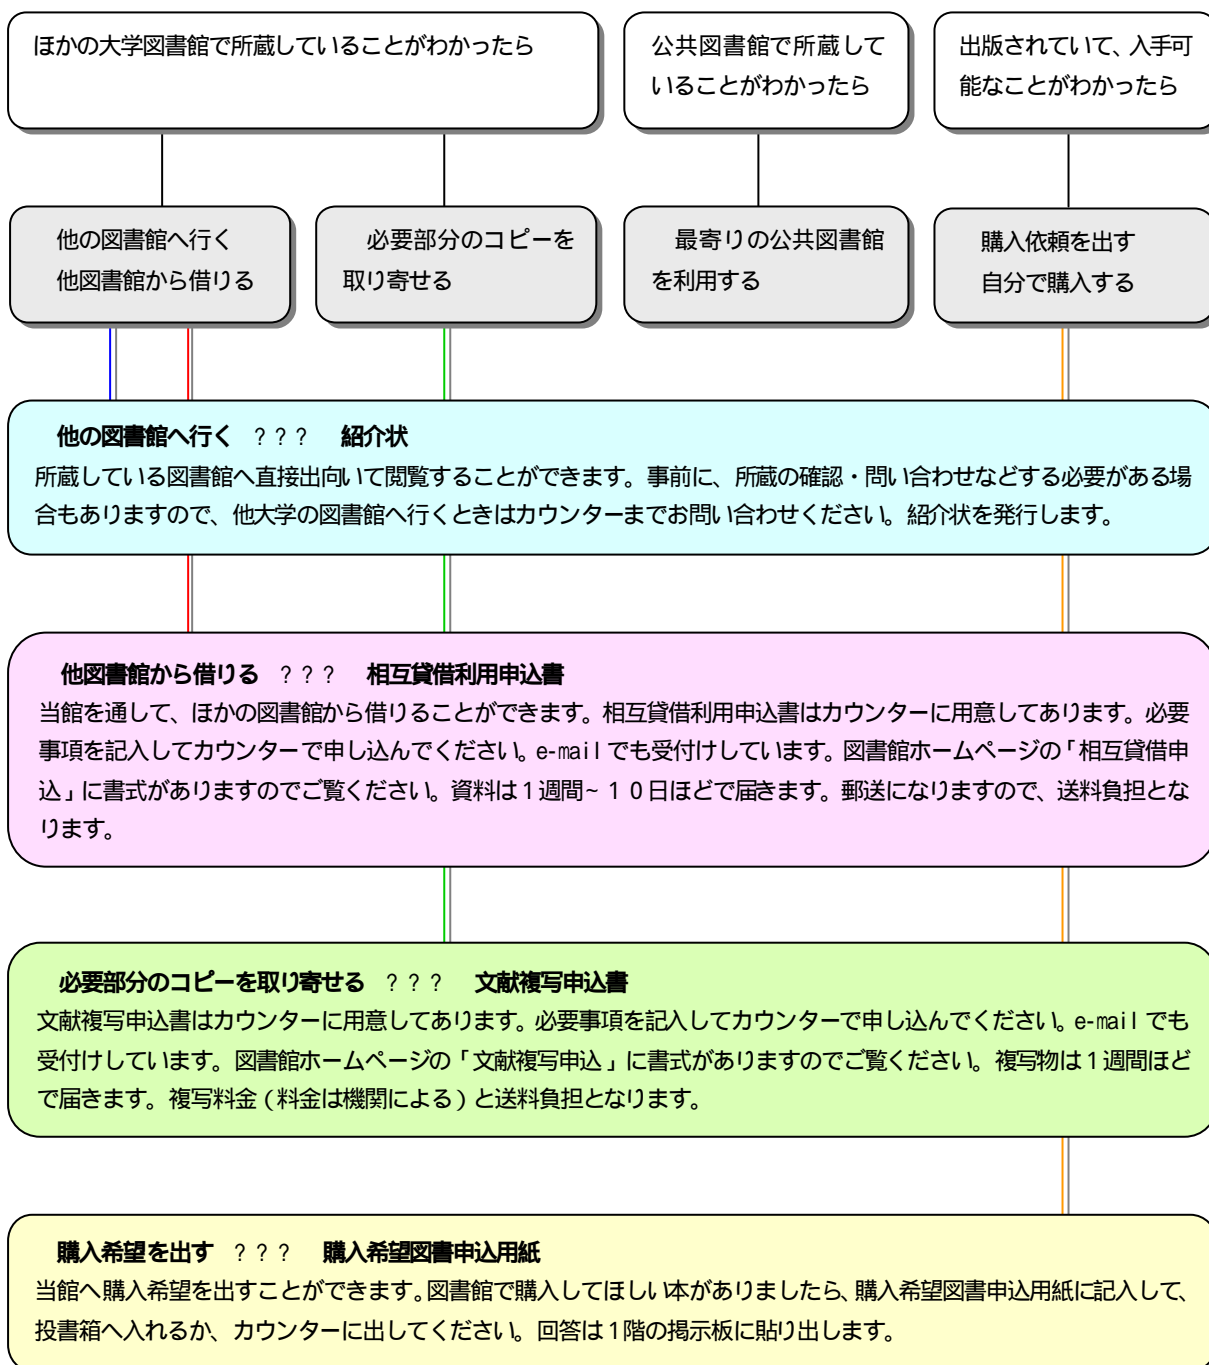 ほかの大学図書館で所蔵していることがわかったら
公共図書館で所蔵して
いることがわかったら
出版されていて、入手可
能なことがわかったら
他の図書館へ行く
他図書館から借りる
必要部分のコピーを
取り寄せる
最寄りの公共図書館
を利用する
購入依頼を出す
自分で購入する
他の図書館へ行く ？？？ 紹介状
所蔵している図書館へ直接出向いて閲覧することができます。事前に、所蔵の確認・問い合わせなどする必要がある場
合もありますので、他大学の図書館へ行くときはカウンターまでお問い合わせください。紹介状を発行します。
他図書館から借りる ？？？ 相互貸借利用申込書
当館を通して、ほかの図書館から借りることができます。相互貸借利用申込書はカウンターに用意してあります。必要
事項を記入してカウンターで申し込んでください。e-mail でも受付けしています。図書館ホームページの「相互貸借申
込」に書式がありますのでご覧ください。資料は１週間~１０日ほどで届きます。郵送になりますので、送料負担とな
ります。
必要部分のコピーを取り寄せる ？？？ 文献複写申込書
文献複写申込書はカウンターに用意してあります。必要事項を記入してカウンターで申し込んでください。e-mail でも
受付けしています。図書館ホームページの「文献複写申込」に書式がありますのでご覧ください。複写物は１週間ほど
で届きます。複写料金（料金は機関による）と送料負担となります。
購入希望を出す ？？？ 購入希望図書申込用紙
当館へ購入希望を出すことができます。図書館で購入してほしい本がありましたら、購入希望図書申込用紙に記入して、
投書箱へ入れるか、カウンターに出してください。回答は１階の掲示板に貼り出します。